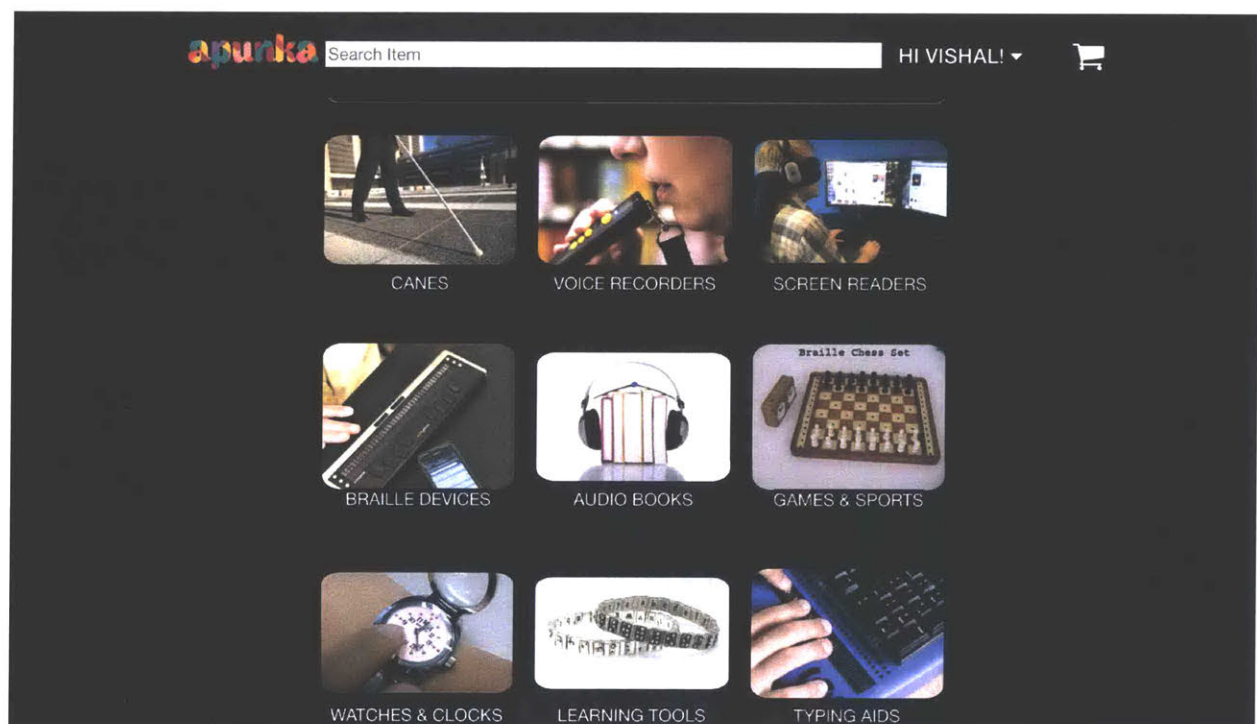 apunka
Search Item
HI VISHAL!
CANES
VOICE RECORDERS
SCREEN READERS
Braille Chess Set
BRAILLE DEVICES
AUDIO BOOKS
GAMES & SPORTS
WATCHES & CLOCKS
LEARNING TOOLS
TYPING AIDS